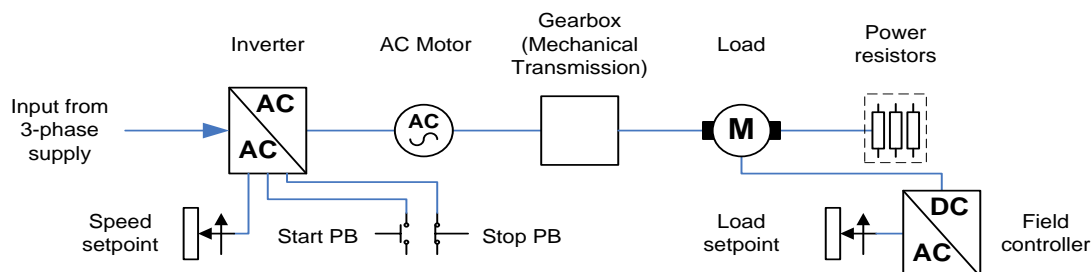 Gearbox
Inverter
AC Motor
(Mechanical
Transmission)
Load
Power
resistors
Input from
3-phase
supply
AC
AC
AC
M
Speed
setpoint
Start PB
Stop PB
Load
setpoint
DC
AC
Field
controller